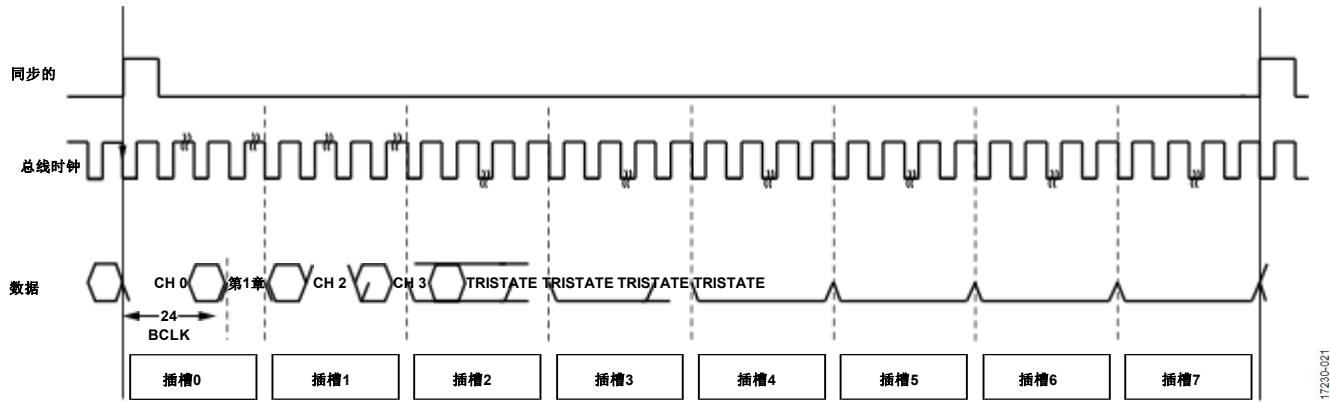 同步的
总线时钟
数据
CH 0 第1章 CH 2 CH 3 TRISTATE TRISTATE TRISTATE TRISTATE
24
BCLK
插槽0 插槽1 插槽2 插槽3 插槽4 插槽5 插槽6 插槽7
17230-021